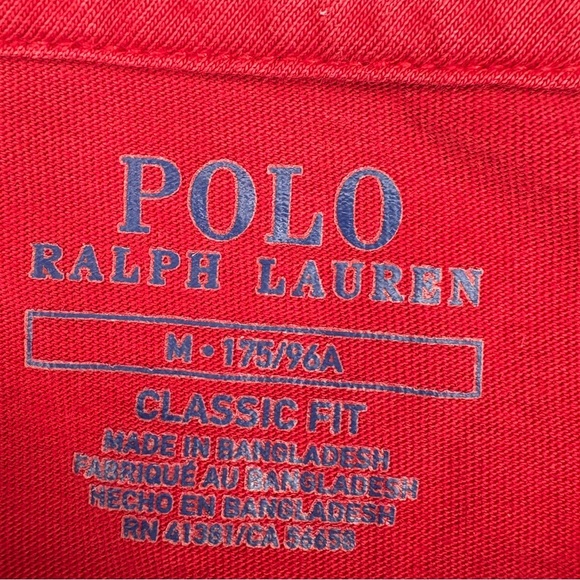 POLO
RALPH LAUREN
M • 175/96A
CLASSIC FIT
MADE IN BANGLADESH
FABRIQUÉ AU BANGLADESH
HECHO EN BANGLADESH
RN 41381/CA 36658